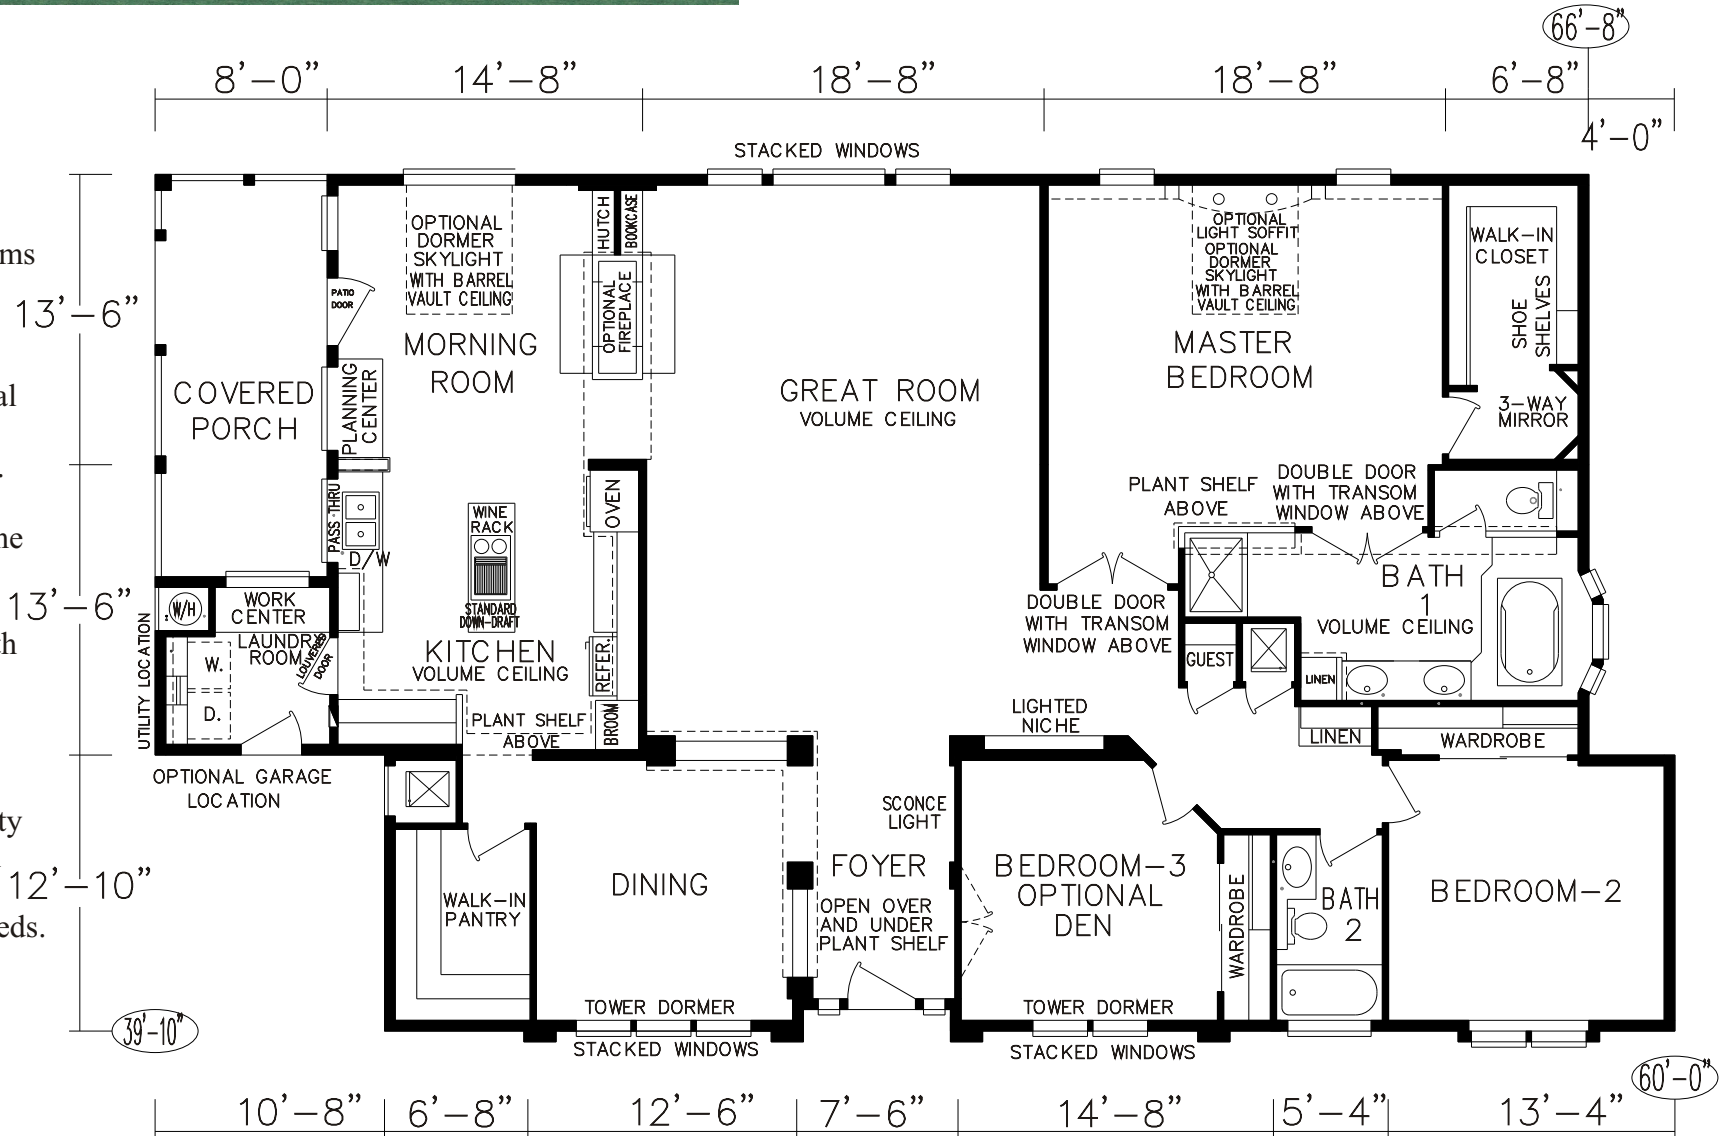 66'-8"
8'-0"
14'-8"
18'-8"
18'-8"
6'-8"
4'-0"
STACKED WINDOWS
ms
13'-6"
al
.
ne
13'-6"
th
ty
12'-10"
eds.
39'-10"
COVERED
PORCH
PATIO
DOOR
PLANNING
CENTER
PASS THRU
D/W
OPTIONAL
DORMER
SKYLIGHT
WITH BARREL
VAULT CEILING
MORNING
ROOM
HUTCH
BOOKCASE
OPTIONAL
FIREPLACE
GREAT ROOM
VOLUME CEILING
OPTIONAL
LIGHT SOFFIT
OPTIONAL
DORMER
SKYLIGHT
WITH BARREL
VAULT CEILING
MASTER
BEDROOM
WALK-IN
CLOSET
SHOE
SHELVES
3-WAY
MIRROR
PLANT SHELF
ABOVE
DOUBLE DOOR
WITH TRANSOM
WINDOW ABOVE
WINE
RACK
STANDARD
DOWN-DRAFT
OVEN
KITCHEN
VOLUME CEILING
REFER.
BROOM
PLANT SHELF
ABOVE
W/H
WORK
CENTER
LAUNDRY
ROOM
LOUVERED
DOOR
W.
D.
UTILITY LOCATION
OPTIONAL GARAGE
LOCATION
DOUBLE DOOR
WITH TRANSOM
WINDOW ABOVE
BATH
1
VOLUME CEILING
GUEST
LINEN
LIGHTED
NICHE
LINEN
WARDROBE
WALK-IN
PANTRY
DINING
SCONCE
LIGHT
FOYER
OPEN OVER
AND UNDER
PLANT SHELF
BEDROOM-3
OPTIONAL
DEN
WARDROBE
BATH
2
BEDROOM-2
TOWER DORMER
STACKED WINDOWS
TOWER DORMER
STACKED WINDOWS
60'-0"
10'-8"
6'-8"
12'-6"
7'-6"
14'-8"
5'-4"
13'-4"